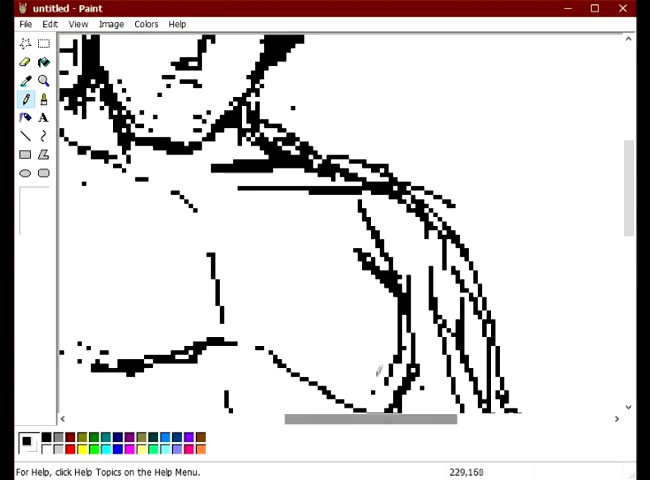 untitled - Paint
File Edit View Image Colors Help
A
For Help, click Help Topics on the Help Menu.
229,160